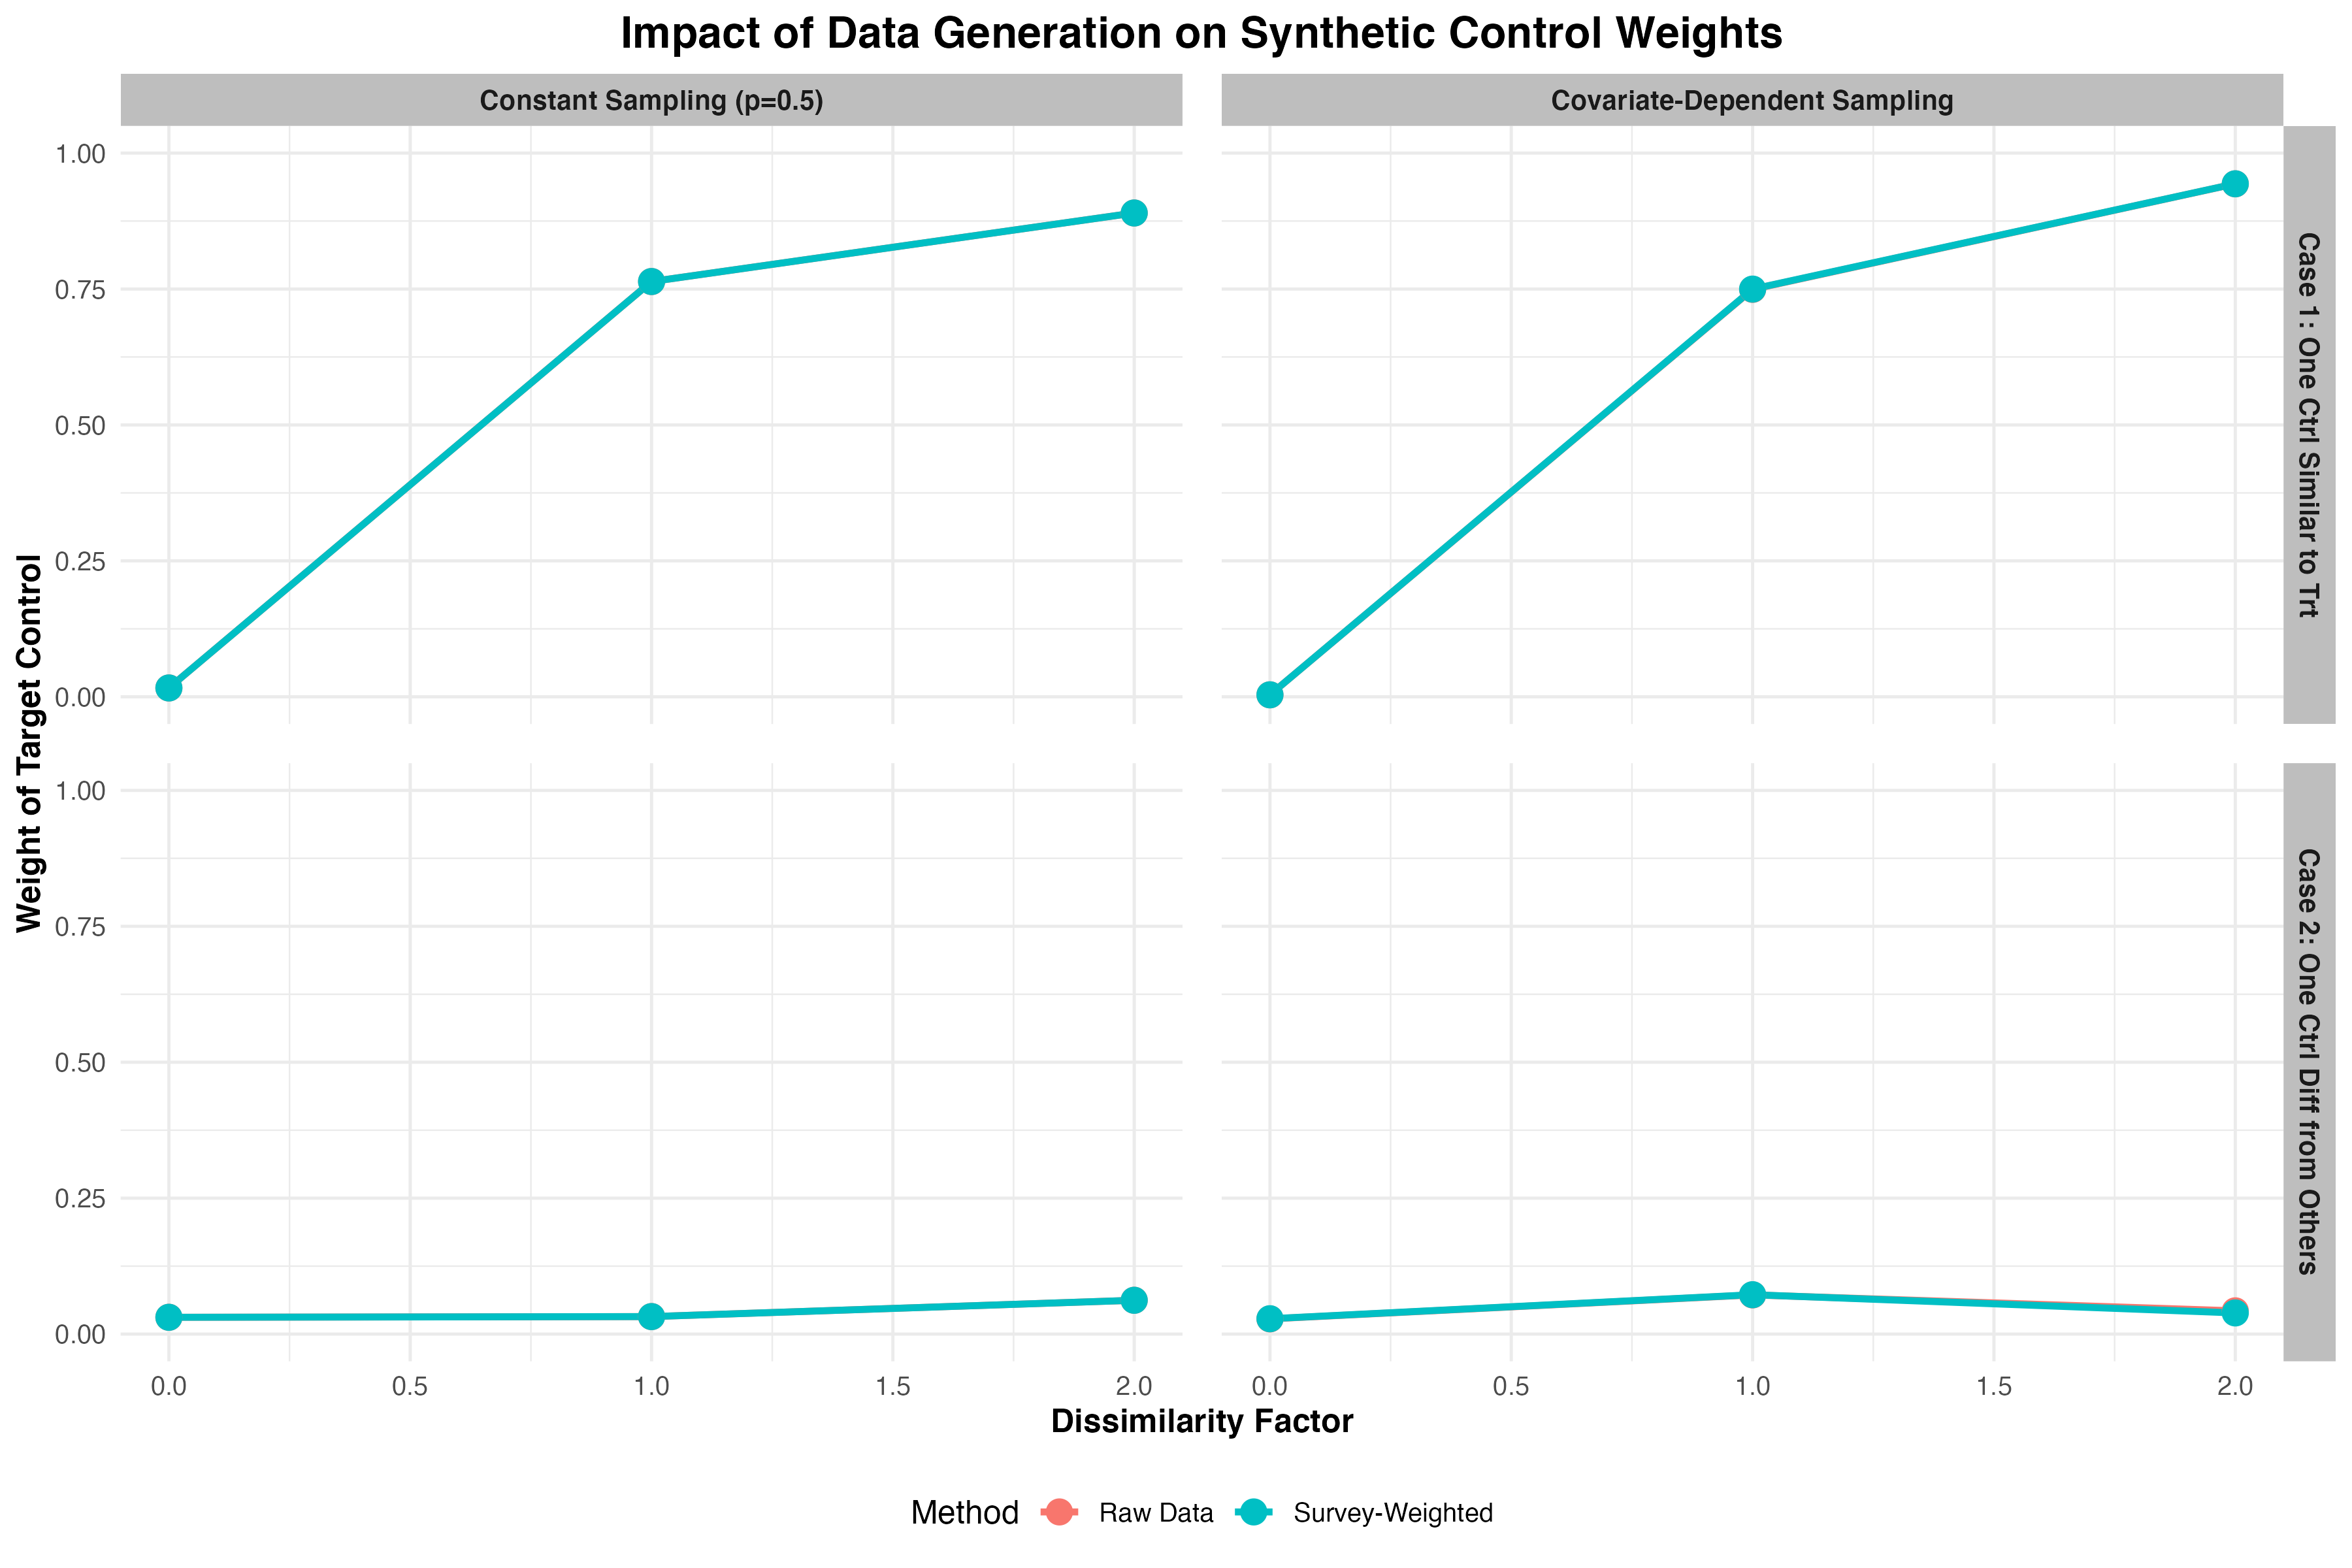 Impact of Data Generation on Synthetic Control Weights
Constant Sampling (p=0.5)
Covariate-Dependent Sampling
Weight of Target Control
1.00
0.75
0.50
0.25
0.00
Case 1: One Ctrl Similar to Trt
1.00
0.75
0.50
0.25
0.00
Case 2: One Ctrl Diff from Others
0.0 0.5 1.0 1.5 2.0
0.0 0.5 1.0 1.5 2.0
Dissimilarity Factor
Method Raw Data Survey-Weighted